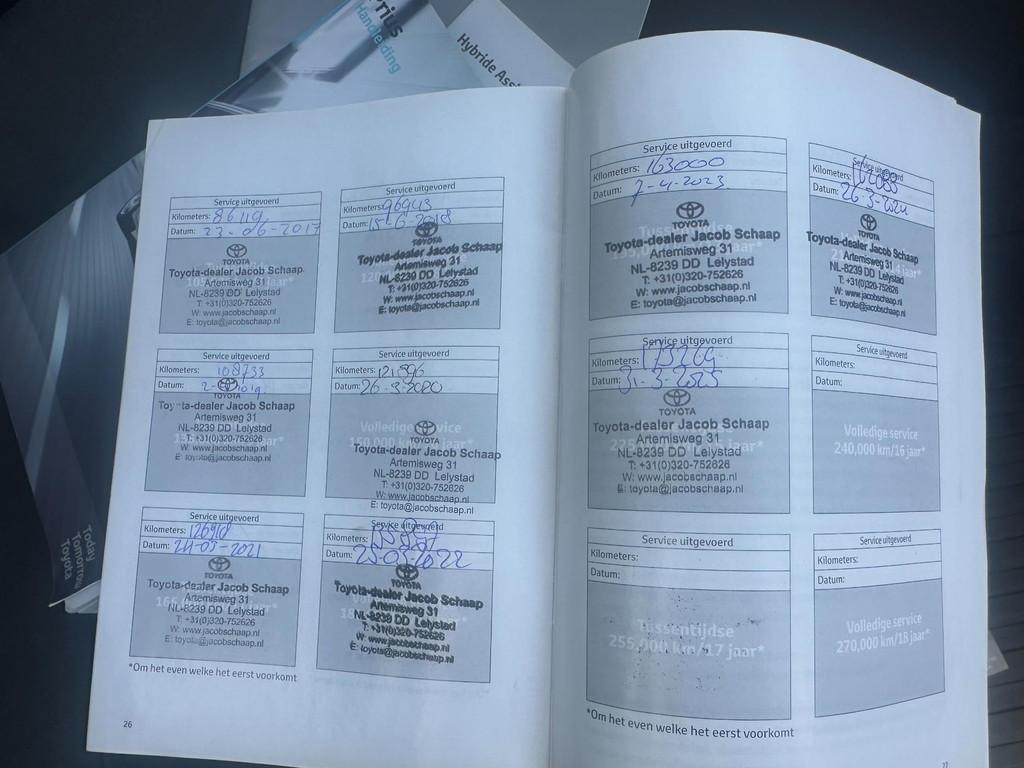 Prius
Handleiding
Hybride Ass
Today
Tomorrow
Toyota
Service uitgevoerd
Kilometers: 86119
Datum: 23-06-2017
TOYOTA
Toyota-dealer Jacob Schaap
Artemisweg 31
NL-8239 DD Lelystad
T: +31(0)320-752626
W: www.jacobschaap.nl
E: toyota@jacobschaap.nl
Service uitgevoerd
Kilometers: 96943
Datum: 15-6-2018
TOYOTA
Toyota-dealer Jacob Schaap
Artemisweg 31
NL-8239 DD Lelystad
T: +31(0)320-752626
W: www.jacobschaap.nl
E: toyota@jacobschaap.nl
Service uitgevoerd
Kilometers: 108733
Datum: 2- 2019
TOYOTA
Toyota-dealer Jacob Schaap
Artemisweg 31
NL-8239 DD Lelystad
T: +31(0)320-752626
W: www.jacobschaap.nl
E: toyota@jacobschaap.nl
Service uitgevoerd
Kilometers: 121896
Datum: 26-3-2020
Volledige service
150,000 km/ jaar*
TOYOTA
Toyota-dealer Jacob Schaap
Artemisweg 31
NL-8239 DD Lelystad
T: +31(0)320-752626
W: www.jacobschaap.nl
E: toyota@jacobschaap.nl
Service uitgevoerd
Kilometers: 126918
Datum: 24-03-2021
TOYOTA
Toyota-dealer Jacob Schaap
Artemisweg 31
NL-8239 DD Lelystad
T: +31(0)320-752626
W: www.jacobschaap.nl
E: toyota@jacobschaap.nl
Service uitgevoerd
Kilometers:
Datum: 25-03-2022
TOYOTA
Toyota-dealer Jacob Schaap
Artemisweg 31
NL-8239 DD Lelystad
T: +31(0)320-752626
W: www.jacobschaap.nl
E: toyota@jacobschaap.nl
*Om het even welke het eerst voorkomt
26
Service uitgevoerd
Kilometers: 163000
Datum: 7-4-2023
TOYOTA
Toyota-dealer Jacob Schaap
Artemisweg 31
NL-8239 DD Lelystad
T: +31(0)320-752626
W: www.jacobschaap.nl
E: toyota@jacobschaap.nl
Service uitgevoerd
Kilometers:
Datum: 26-3-2024
TOYOTA
Toyota-dealer Jacob Schaap
Artemisweg 31
NL-8239 DD Lelystad
T: +31(0)320-752626
W: www.jacobschaap.nl
E: toyota@jacobschaap.nl
Service uitgevoerd
Kilometers: 173269
Datum: 31-3-2025
TOYOTA
Toyota-dealer Jacob Schaap
Artemisweg 31
NL-8239 DD Lelystad
T: +31(0)320-752626
W: www.jacobschaap.nl
E: toyota@jacobschaap.nl
Service uitgevoerd
Kilometers:
Datum:
Volledige service
240,000 km/16 jaar*
Service uitgevoerd
Kilometers:
Datum:
Tussentijdse
255,000 km/17 jaar*
Service uitgevoerd
Kilometers:
Datum:
Volledige service
270,000 km/18 jaar*
*Om het even welke het eerst voorkomt